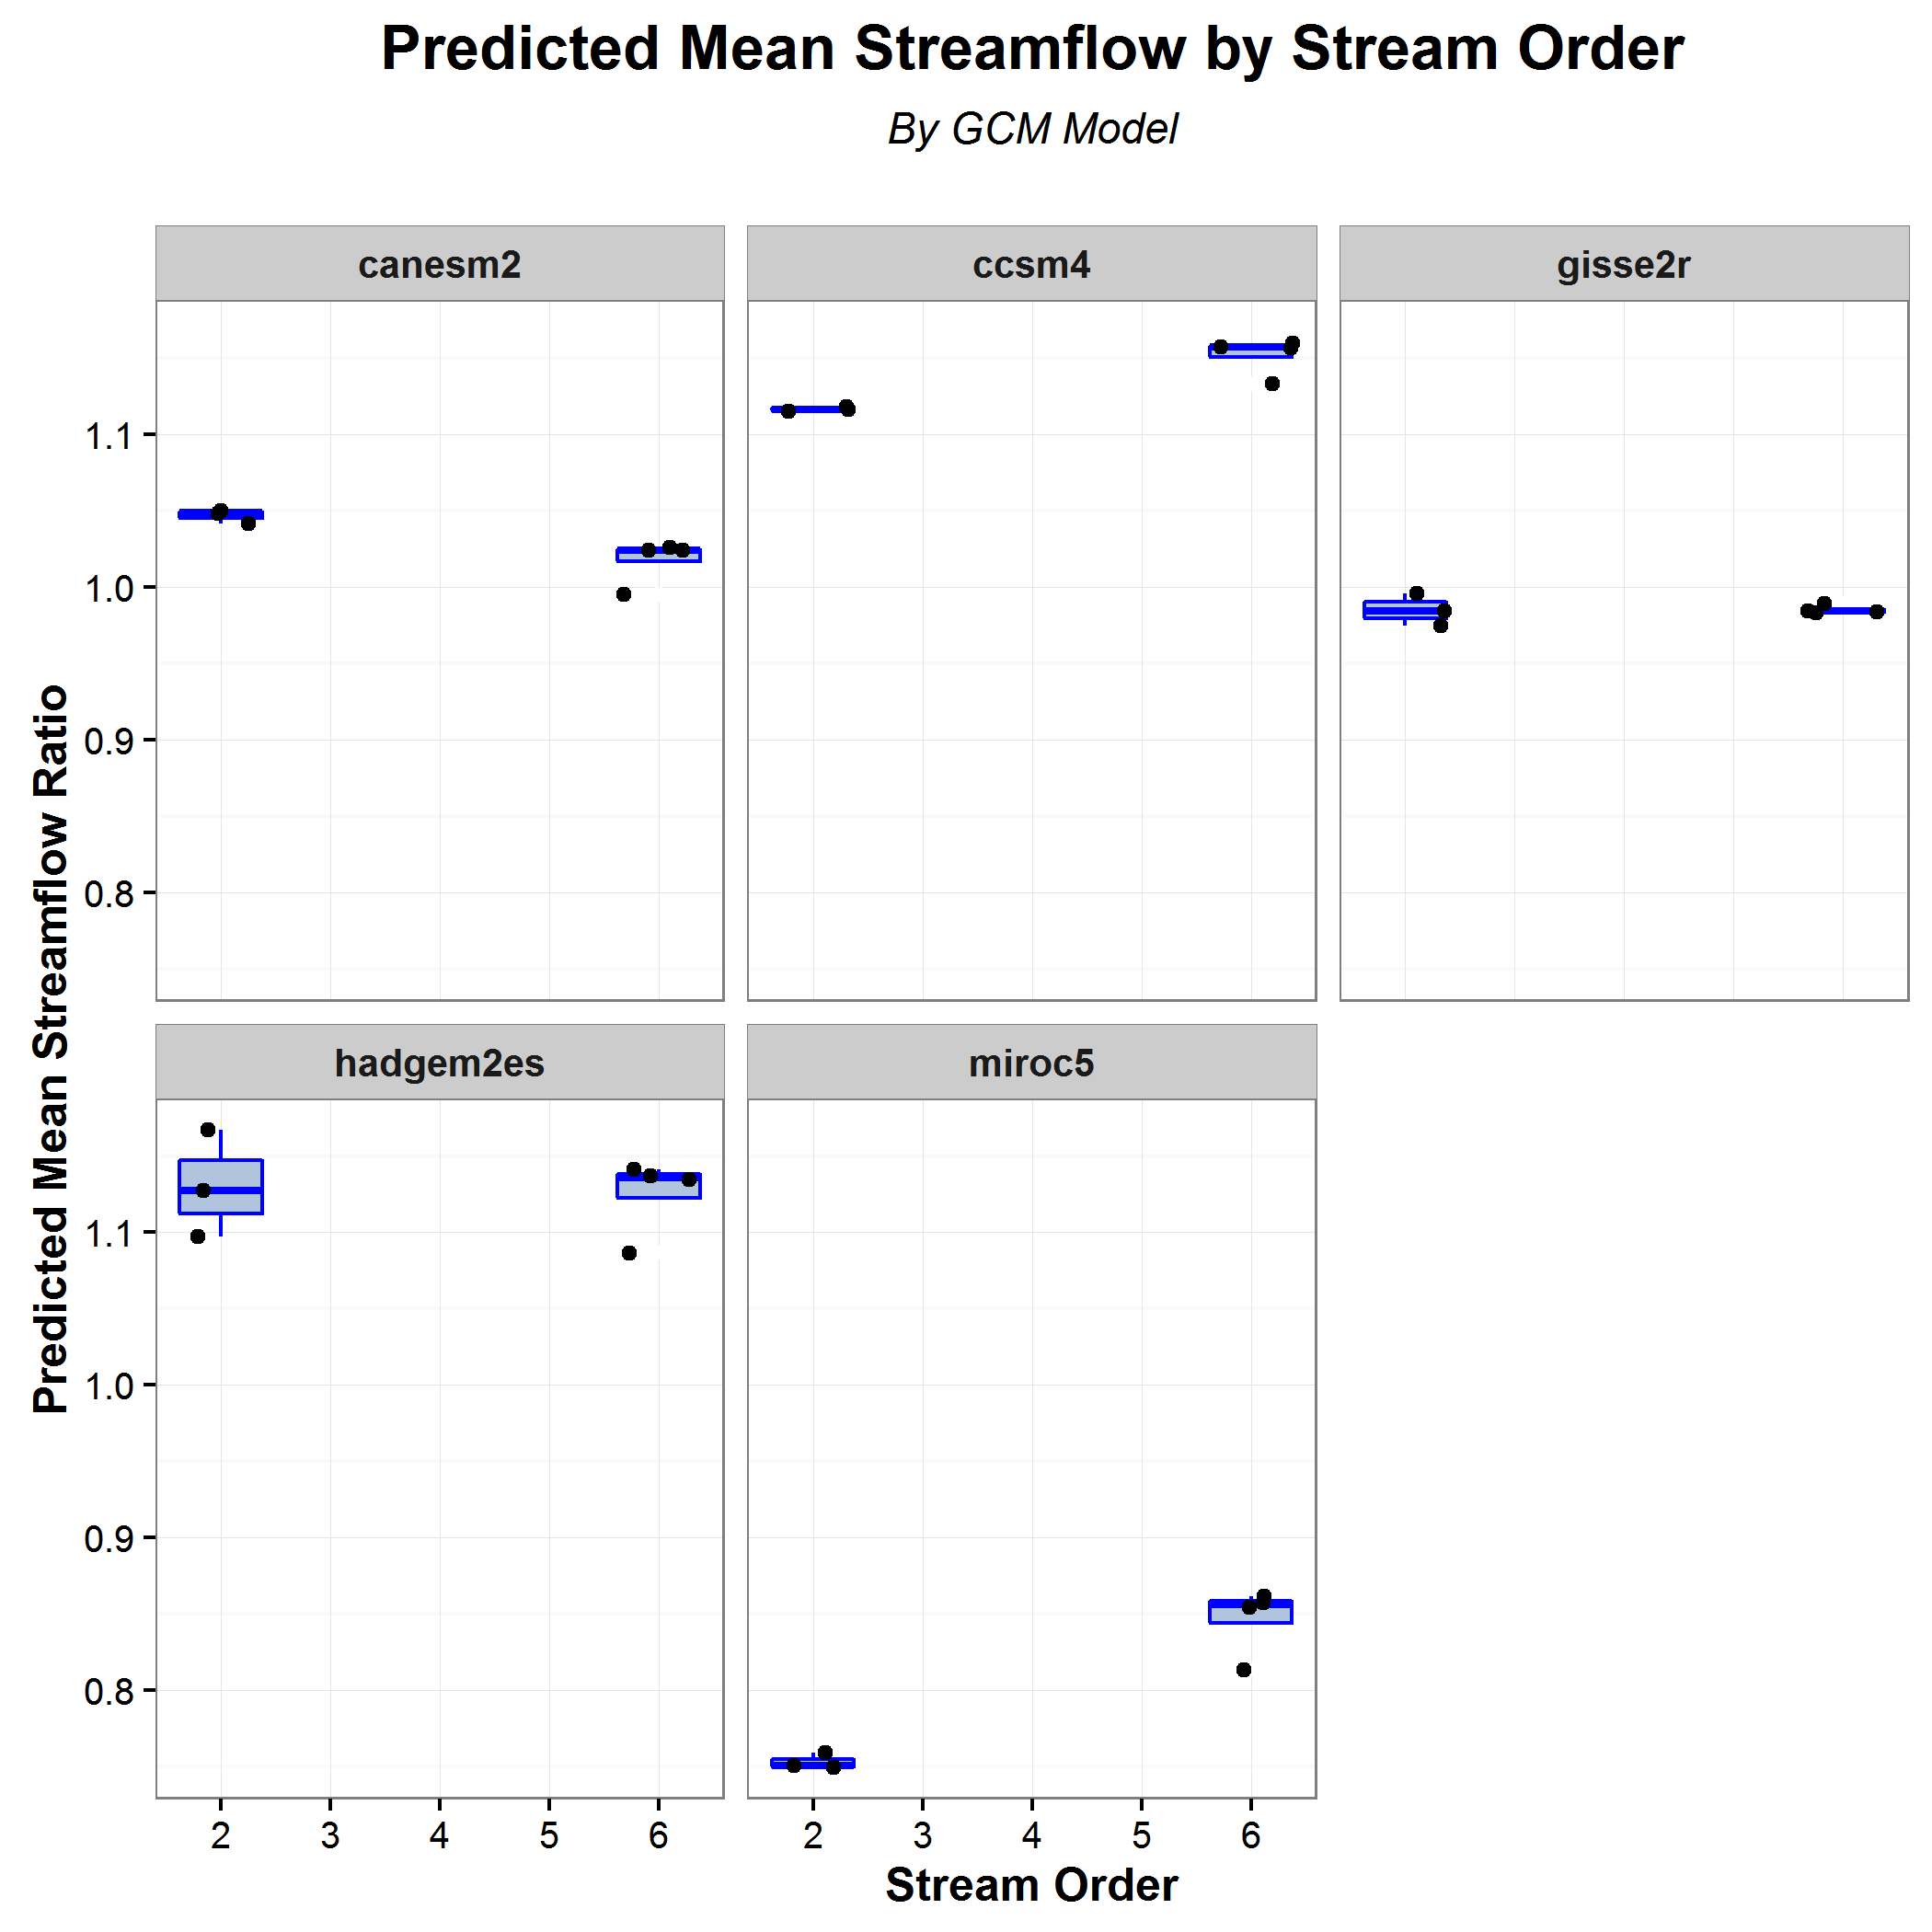 Predicted Mean Streamflow by Stream Order
By GCM Model
canesm2
ccsm4
gisse2r
Predicted Mean Streamflow Ratio
1.1
1.0
0.9
0.8
hadgem2es
miroc5
1.1
1.0
0.9
0.8
2 3 4 5 6
2 3 4 5 6
Stream Order